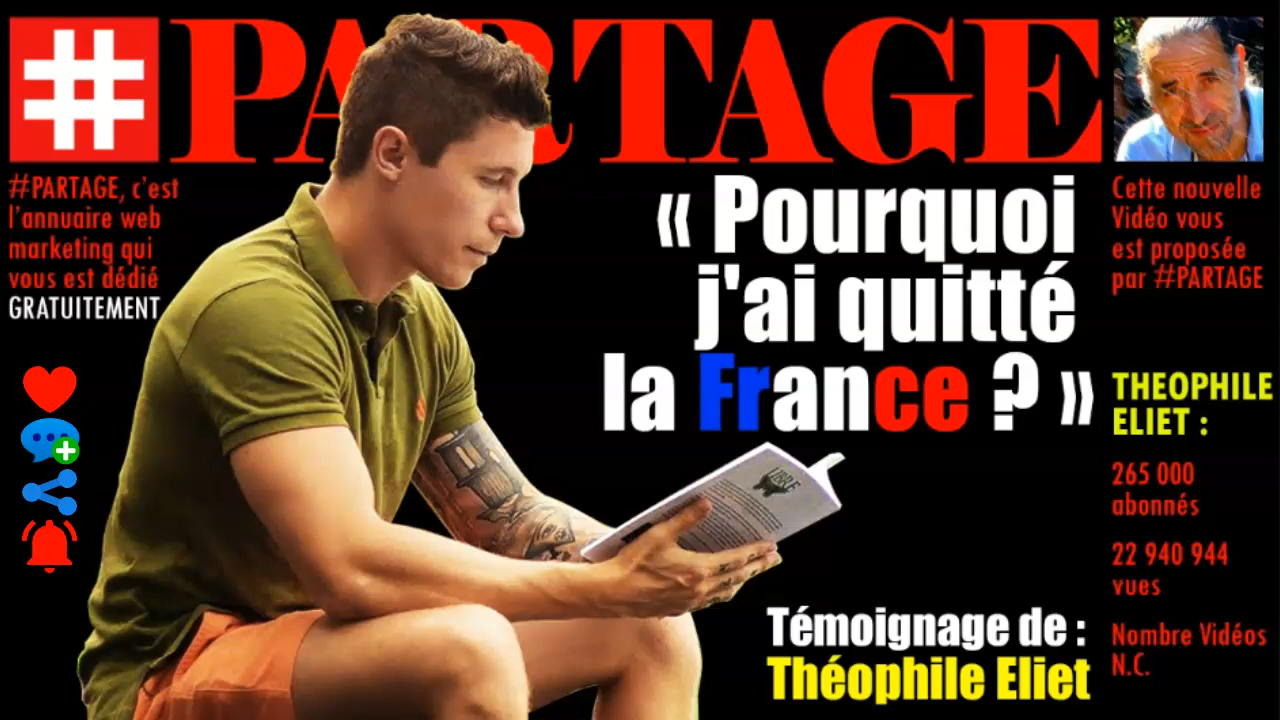 #PARTAGE
#PARTAGE, c'est
l'annuaire web
marketing qui
vous est dédié
GRATUITEMENT
« Pourquoi
j'ai quitté
la France ? »
LIBRE
Témoignage de :
Théophile Eliet
Cette nouvelle
Vidéo vous
est proposée
par #PARTAGE
THEOPHILE
ELIET :
265 000
abonnés
22 940 944
vues
Nombre Vidéos
N.C.